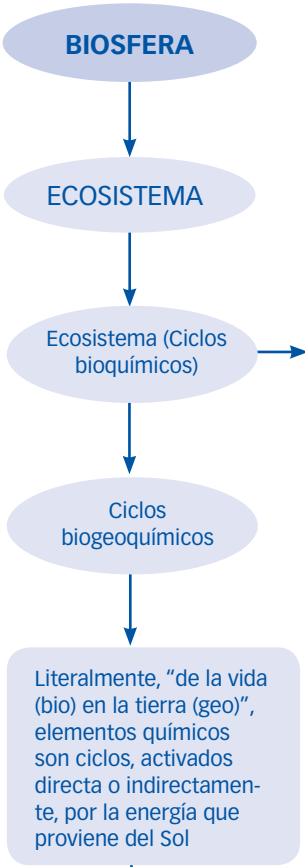 BIOSFERA
ECOSISTEMA
Ecosistema (Ciclos
bioquímicos)
Ciclos
biogeoquímicos
Literalmente, “de la vida
(bio) en la tierra (geo)”,
elementos químicos
son ciclos, activados
directa o indirectamen-
te, por la energía que
proviene del Sol